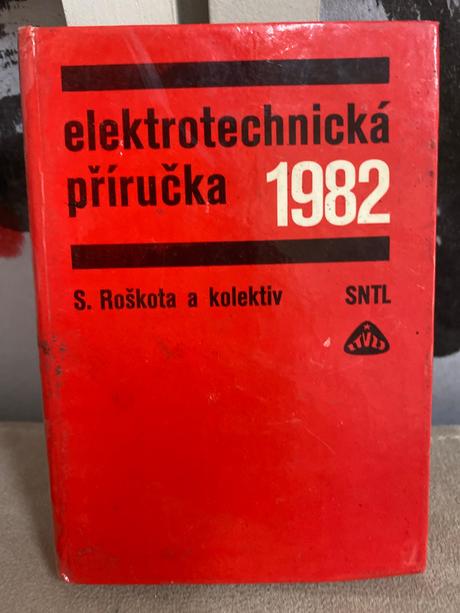 elektrotechnická
příručka 1982
S. Roškota a kolektiv SNTL